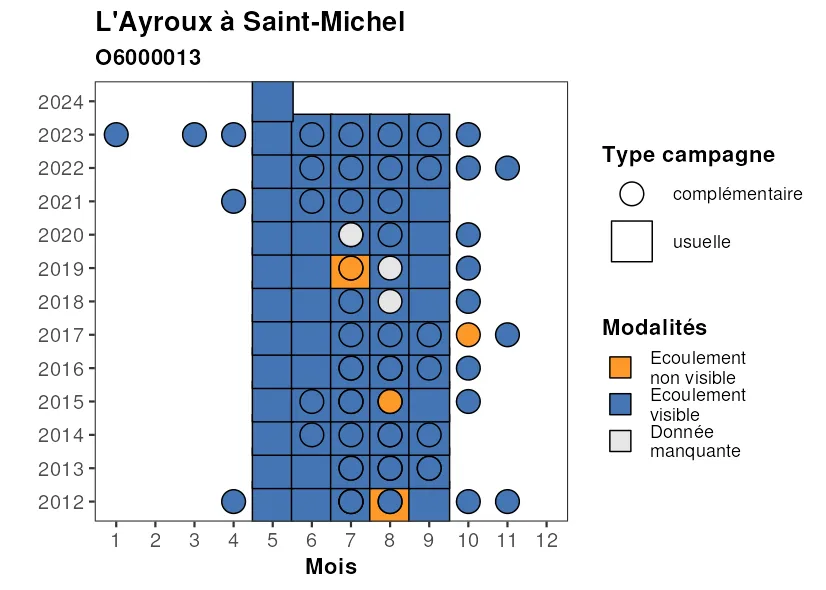 L'Ayroux à Saint-Michel
O6000013
2024
2023
2022
2021
2020
2019
2018
2017
2016
2015
2014
2013
2012
1 2 3 4 5 6 7 8 9 10 11 12
Mois
Type campagne
complémentaire
usuelle
Modalités
Ecoulement
non visible
Ecoulement
visible
Donnée
manquante